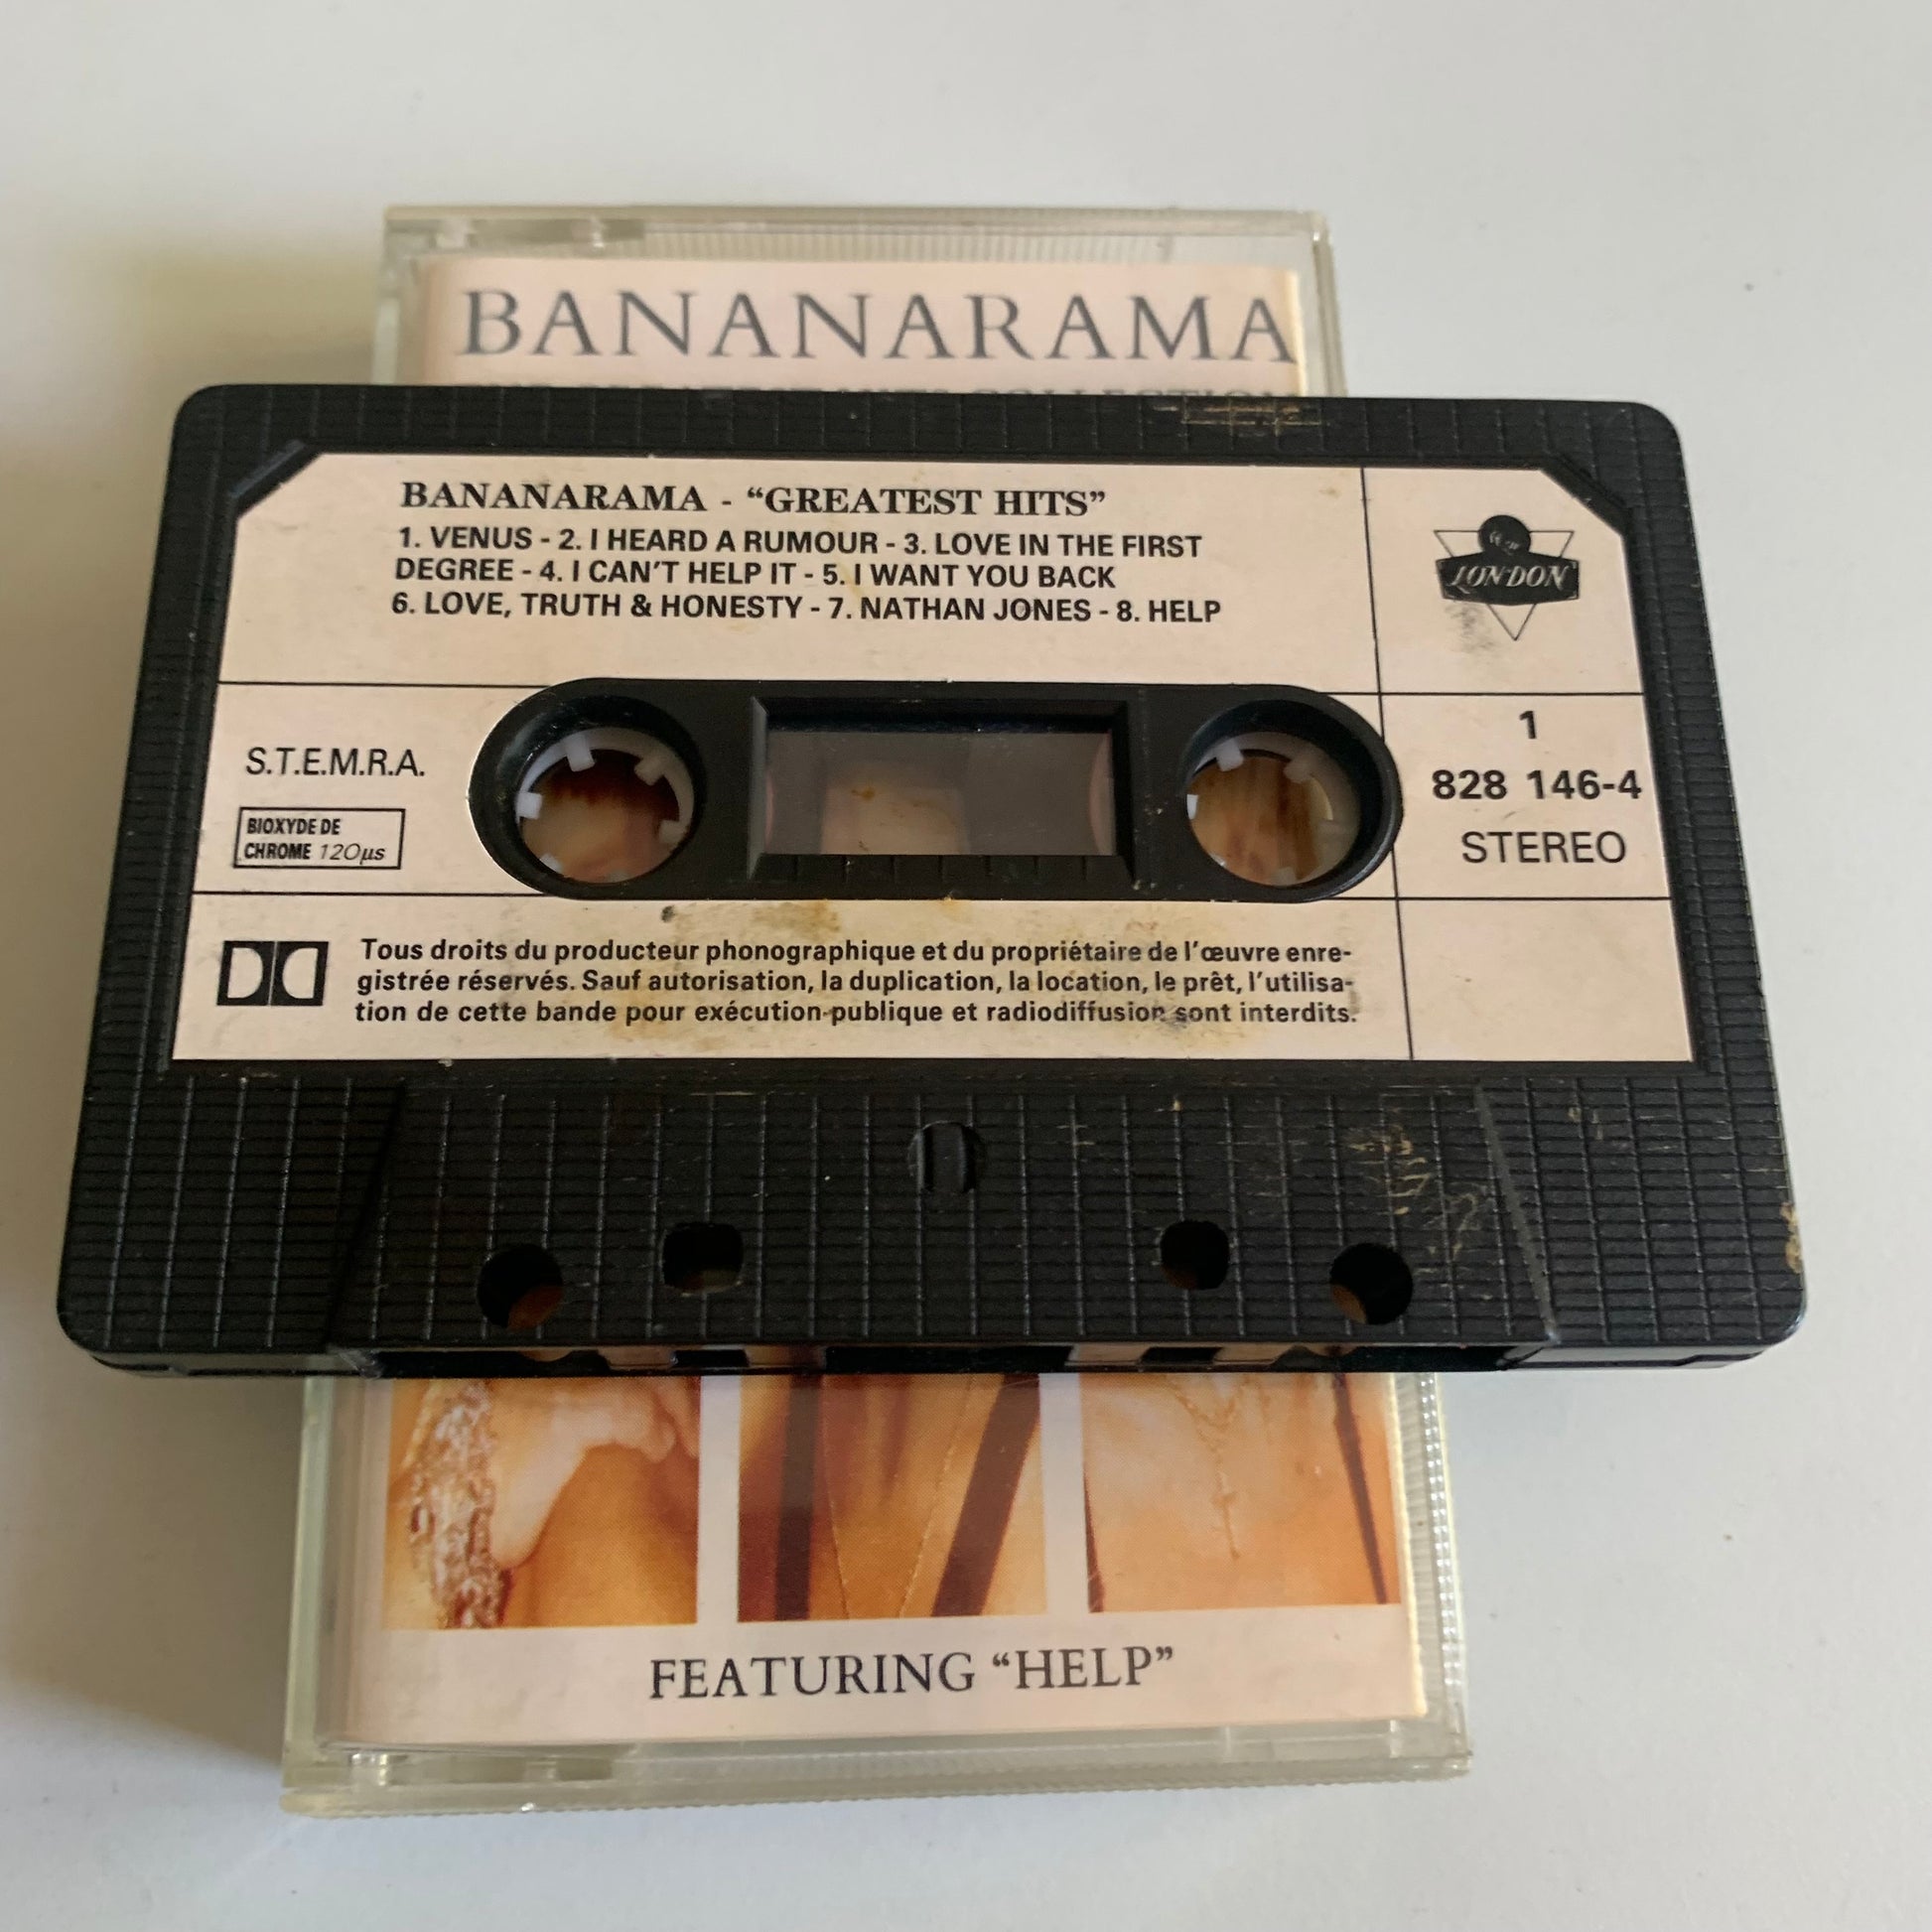 BANANARAMA
BANANARAMA - “GREATEST HITS”
1. VENUS - 2. I HEARD A RUMOUR - 3. LOVE IN THE FIRST
DEGREE - 4. I CAN'T HELP IT - 5. I WANT YOU BACK
6. LOVE, TRUTH & HONESTY - 7. NATHAN JONES - 8. HELP
LONDON
S.T.E.M.R.A.
BIOXYDE DE
CHROME 120µs
1
828 146-4
STEREO
Tous droits du producteur phonographique et du propriétaire de l'œuvre enre-
gistrée réservés. Sauf autorisation, la duplication, la location, le prêt, l'utilisa-
tion de cette bande pour exécution publique et radiodiffusion sont interdits.
FEATURING “HELP”